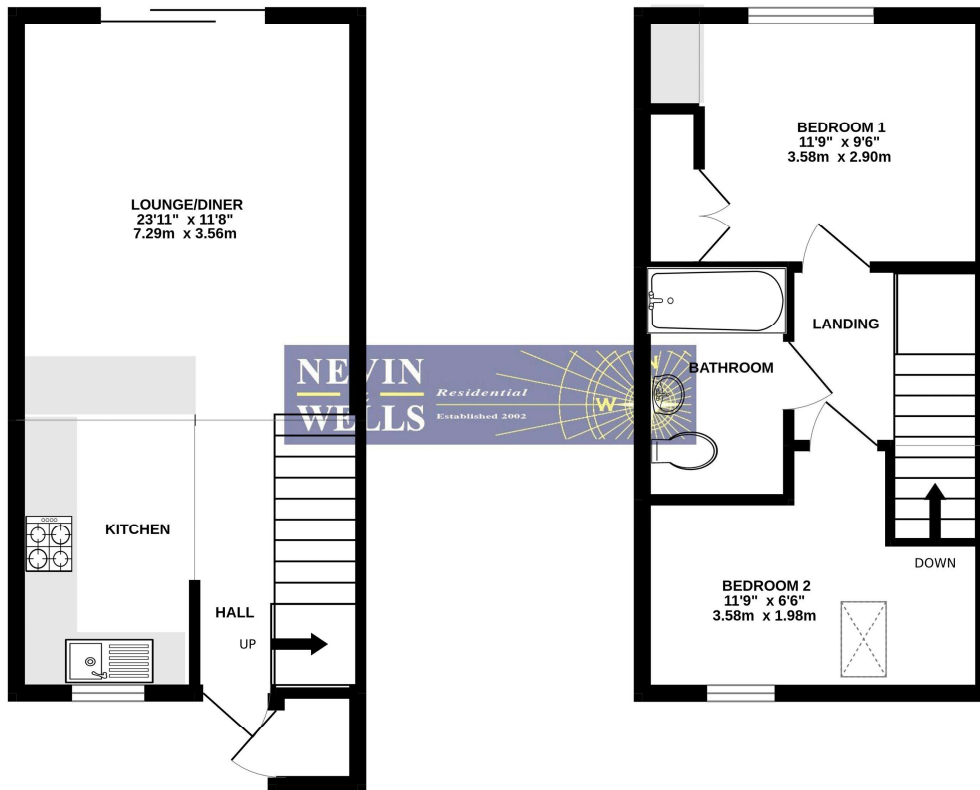 LOUNGE/DINER
23'11" x 11'8"
7.29m x 3.56m
KITCHEN
HALL
UP
NEVIN
&
WELLS
Residential
Established 2002
N
W
BEDROOM 1
11'9" x 9'6"
3.58m x 2.90m
LANDING
BATHROOM
DOWN
BEDROOM 2
11'9" x 6'6"
3.58m x 1.98m